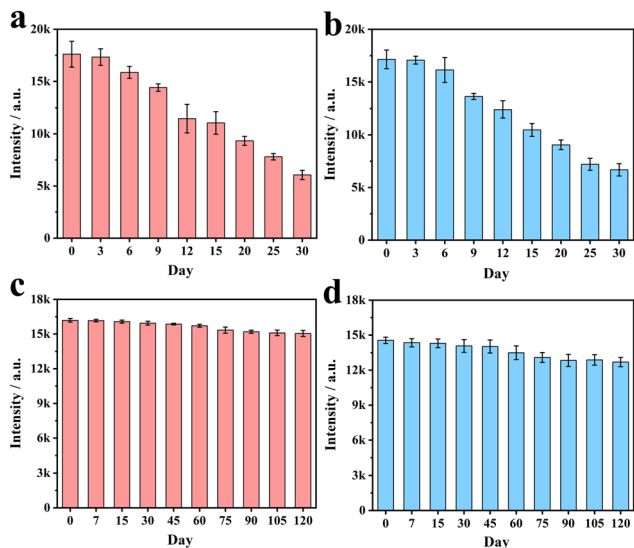 a
Intensity / a.u.
20k
15k
10k
5k
0
0 3 6 9 12 15 20 25 30
Day
b
Intensity / a.u.
20k
15k
10k
5k
0
0 3 6 9 12 15 20 25 30
Day
c
Intensity / a.u.
18k
15k
12k
9k
6k
3k
0
0 7 15 30 45 60 75 90 105 120
Day
d
Intensity / a.u.
18k
15k
12k
9k
6k
3k
0
0 7 15 30 45 60 75 90 105 120
Day